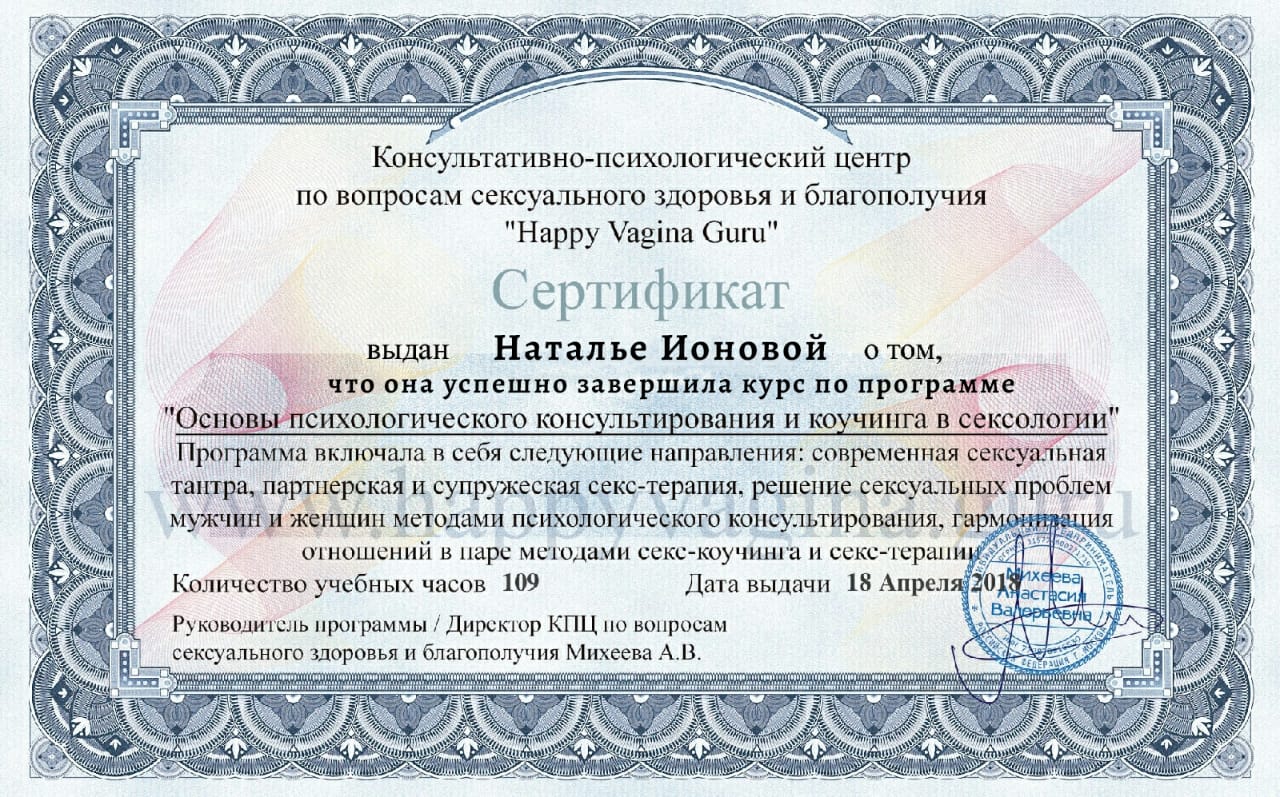 Консультативно-психологический центр
по вопросам сексуального здоровья и благополучия
"Happy Vagina Guru"
Сертификат
выдан Наталье Ионовой о том,
что она успешно завершила курс по программе
"Основы психологического консультирования и коучинга в сексологии"
Программа включала в себя следующие направления: современная сексуальная
тантра, партнерская и супружеская секс-терапия, решение сексуальных проблем
мужчин и женщин методами психологического консультирования, гармонизация
отношений в паре методами секс-коучинга и секс-терапии
Количество учебных часов 109 Дата выдачи 18 Апреля 2018
Руководитель программы / Директор КПЦ по вопросам
сексуального здоровья и благополучия Михеева А.В.
Михеева
Анастасия
Валерьевна